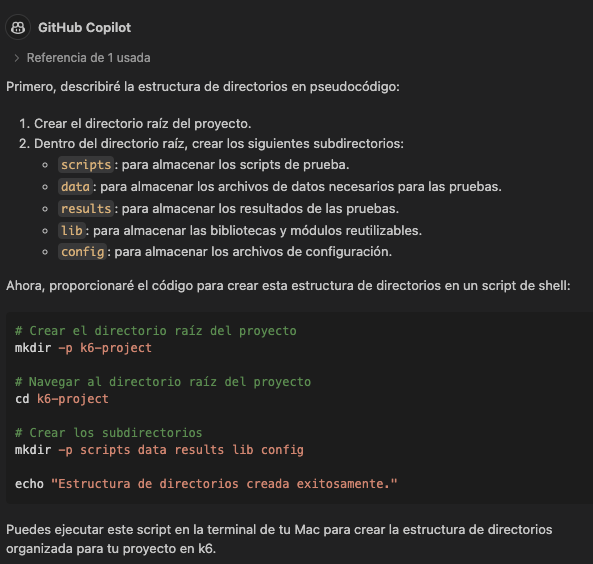 GitHub Copilot
Referencia de 1 usada
Primero, describiré la estructura de directorios en pseudocódigo:
1. Crear el directorio raíz del proyecto.
2. Dentro del directorio raíz, crear los siguientes subdirectorios:
scripts: para almacenar los scripts de prueba.
data: para almacenar los archivos de datos necesarios para las pruebas.
results: para almacenar los resultados de las pruebas.
lib: para almacenar las bibliotecas y módulos reutilizables.
config: para almacenar los archivos de configuración.
Ahora, proporcionaré el código para crear esta estructura de directorios en un script de shell:
# Crear el directorio raíz del proyecto
mkdir -p k6-project
# Navegar al directorio raíz del proyecto
cd k6-project
# Crear los subdirectorios
mkdir -p scripts data results lib config
echo "Estructura de directorios creada exitosamente."
Puedes ejecutar este script en la terminal de tu Mac para crear la estructura de directorios
organizada para tu proyecto en k6.